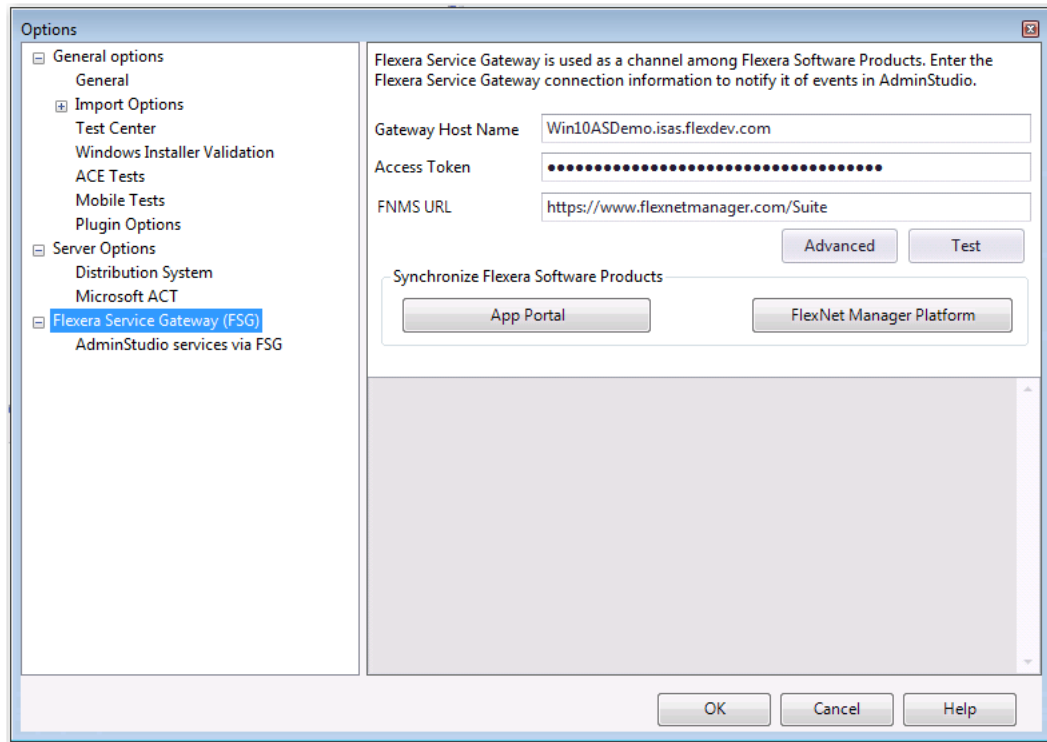 Options
General options
General
Import Options
Test Center
Windows Installer Validation
ACE Tests
Mobile Tests
Plugin Options
Server Options
Distribution System
Microsoft ACT
Flexera Service Gateway (FSG)
AdminStudio services via FSG
Flexera Service Gateway is used as a channel among Flexera Software Products. Enter the
Flexera Service Gateway connection information to notify it of events in AdminStudio.
Gateway Host Name Win10ASDemo.isas.flexdev.com
Access Token ●●●●●●●●●●●●●●●●●●●●●●●●●●●●●●●●●●●●
FNMS URL https://www.flexnetmanager.com/Suite
Advanced Test
Synchronize Flexera Software Products
App Portal FlexNet Manager Platform
OK Cancel Help